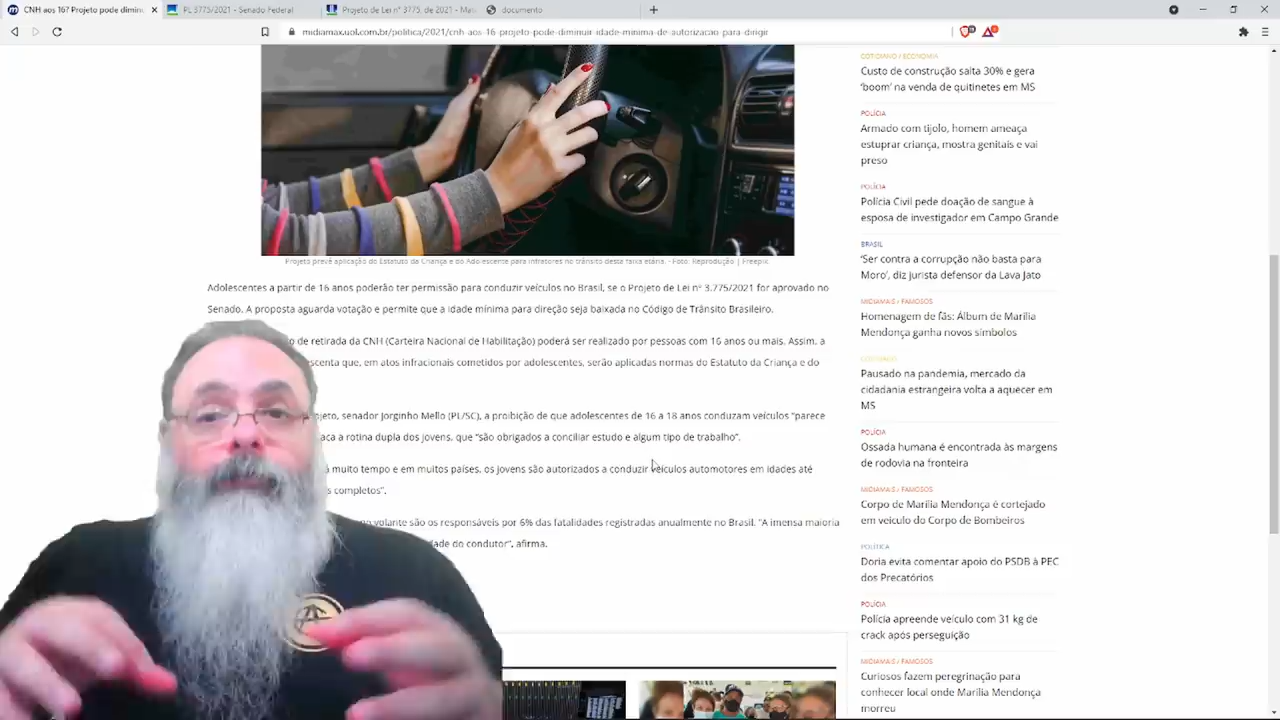 CNH aos 16? Projeto pode diminu
PL 3775/2021 - Senado Federal
Projeto de Lei nº 3775, de 2021 - Mat
documento
midiamax.uol.com.br/politica/2021/cnh-aos-16-projeto-pode-diminuir-idade-minima-de-autorizacao-para-dirigir
Projeto prevê aplicação do Estatuto da Criança e do Adolescente para infratores no trânsito desta faixa etária. - Foto: Reprodução | Freepik.
Adolescentes a partir de 16 anos poderão ter permissão para conduzir veículos no Brasil, se o Projeto de Lei nº 3.775/2021 for aprovado no
Senado. A proposta aguarda votação e permite que a idade mínima para direção seja baixada no Código de Trânsito Brasileiro.
o de retirada da CNH (Carteira Nacional de Habilitação) poderá ser realizado por pessoas com 16 anos ou mais. Assim, a
scenta que, em atos infracionais cometidos por adolescentes, serão aplicadas normas do Estatuto da Criança e do
ojeto, senador Jorginho Mello (PL/SC), a proibição de que adolescentes de 16 a 18 anos conduzam veículos "parece
aca a rotina dupla dos jovens, que "são obrigados a conciliar estudo e algum tipo de trabalho".
á muito tempo e em muitos países, os jovens são autorizados a conduzir veículos automotores em idades até
s completos".
no volante são os responsáveis por 6% das fatalidades registradas anualmente no Brasil. "A imensa maioria
dade do condutor", afirma.
COTIDIANO / ECONOMIA
Custo de construção salta 30% e gera
'boom' na venda de quitinetes em MS
POLÍCIA
Armado com tijolo, homem ameaça
estuprar criança, mostra genitais e vai
preso
POLÍCIA
Polícia Civil pede doação de sangue à
esposa de investigador em Campo Grande
BRASIL
'Ser contra a corrupção não basta para
Moro', diz jurista defensor da Lava Jato
MIDIAMAIS / FAMOSOS
Homenagem de fãs: Álbum de Marília
Mendonça ganha novos símbolos
COTIDIANO
Pausado na pandemia, mercado da
cidadania estrangeira volta a aquecer em
MS
POLÍCIA
Ossada humana é encontrada às margens
de rodovia na fronteira
MIDIAMAIS / FAMOSOS
Corpo de Marília Mendonça é cortejado
em veículo do Corpo de Bombeiros
POLÍTICA
Doria evita comentar apoio do PSDB à PEC
dos Precatórios
POLÍCIA
Polícia apreende veículo com 31 kg de
crack após perseguição
MIDIAMAIS / FAMOSOS
Curiosos fazem peregrinação para
conhecer local onde Marília Mendonça
morreu